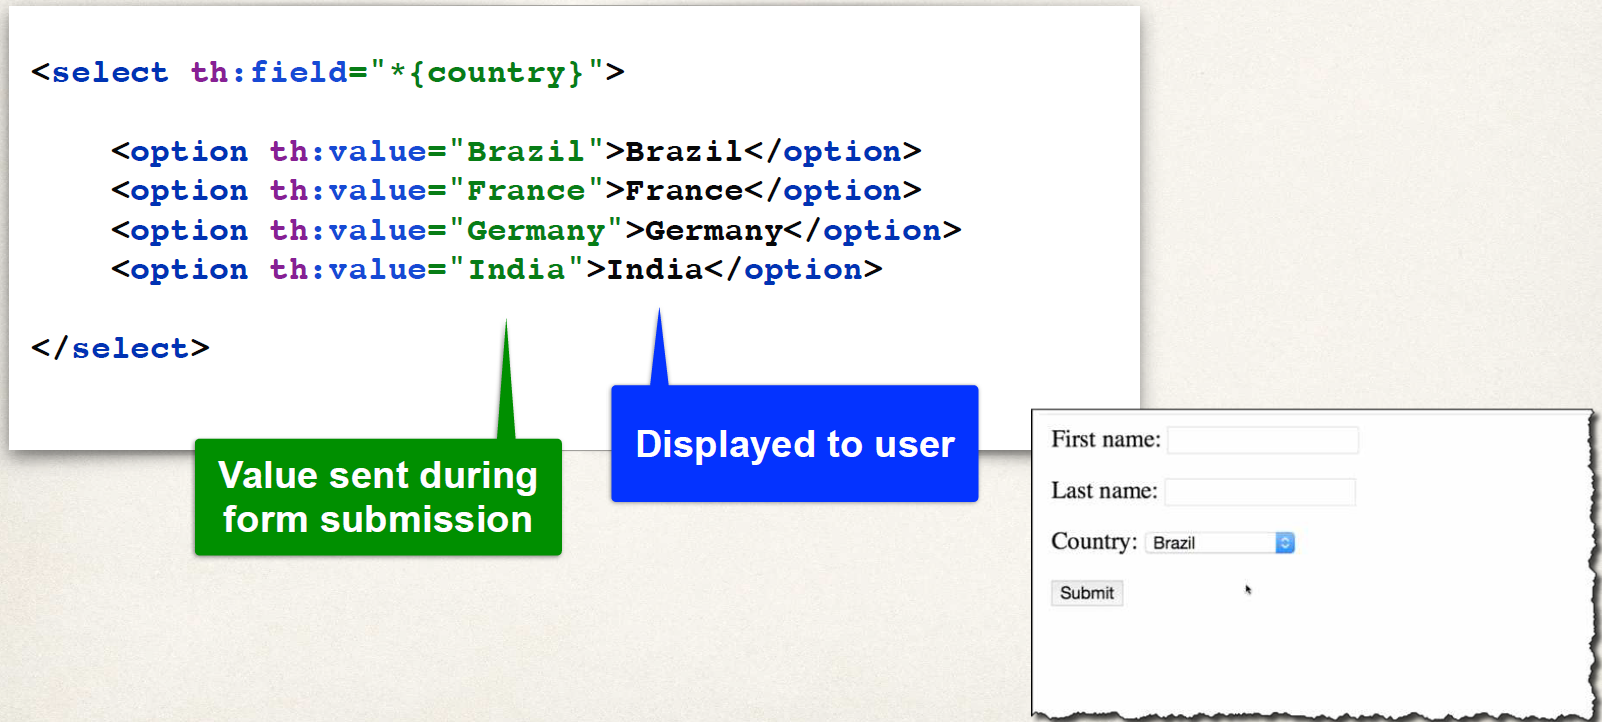 <select th:field="*{country}">
<option th:value="Brazil">Brazil</option>
<option th:value="France">France</option>
<option th:value="Germany">Germany</option>
<option th:value="India">India</option>
</select>
Value sent during
form submission
Displayed to user
First name:
Last name:
Country: Brazil
Submit